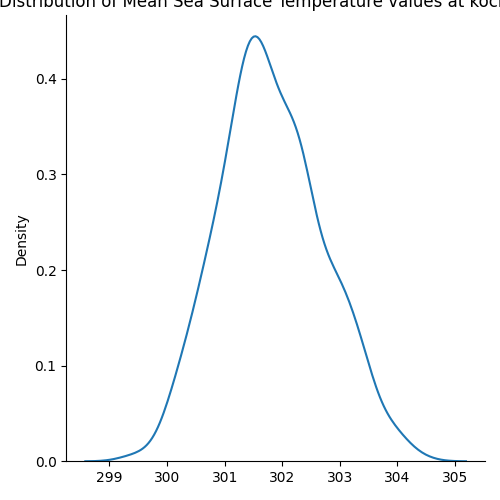 Distribution of Mean Sea Surface Temperature Values at
Density
0.4
0.3
0.2
0.1
0.0
299 300 301 302 303 304 305